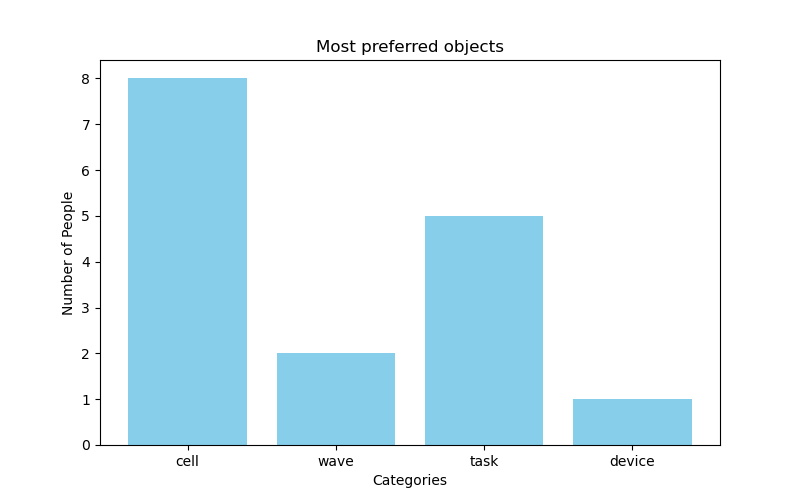 Most preferred objects
Number of People
8
7
6
5
4
3
2
1
0
cell wave task device
Categories